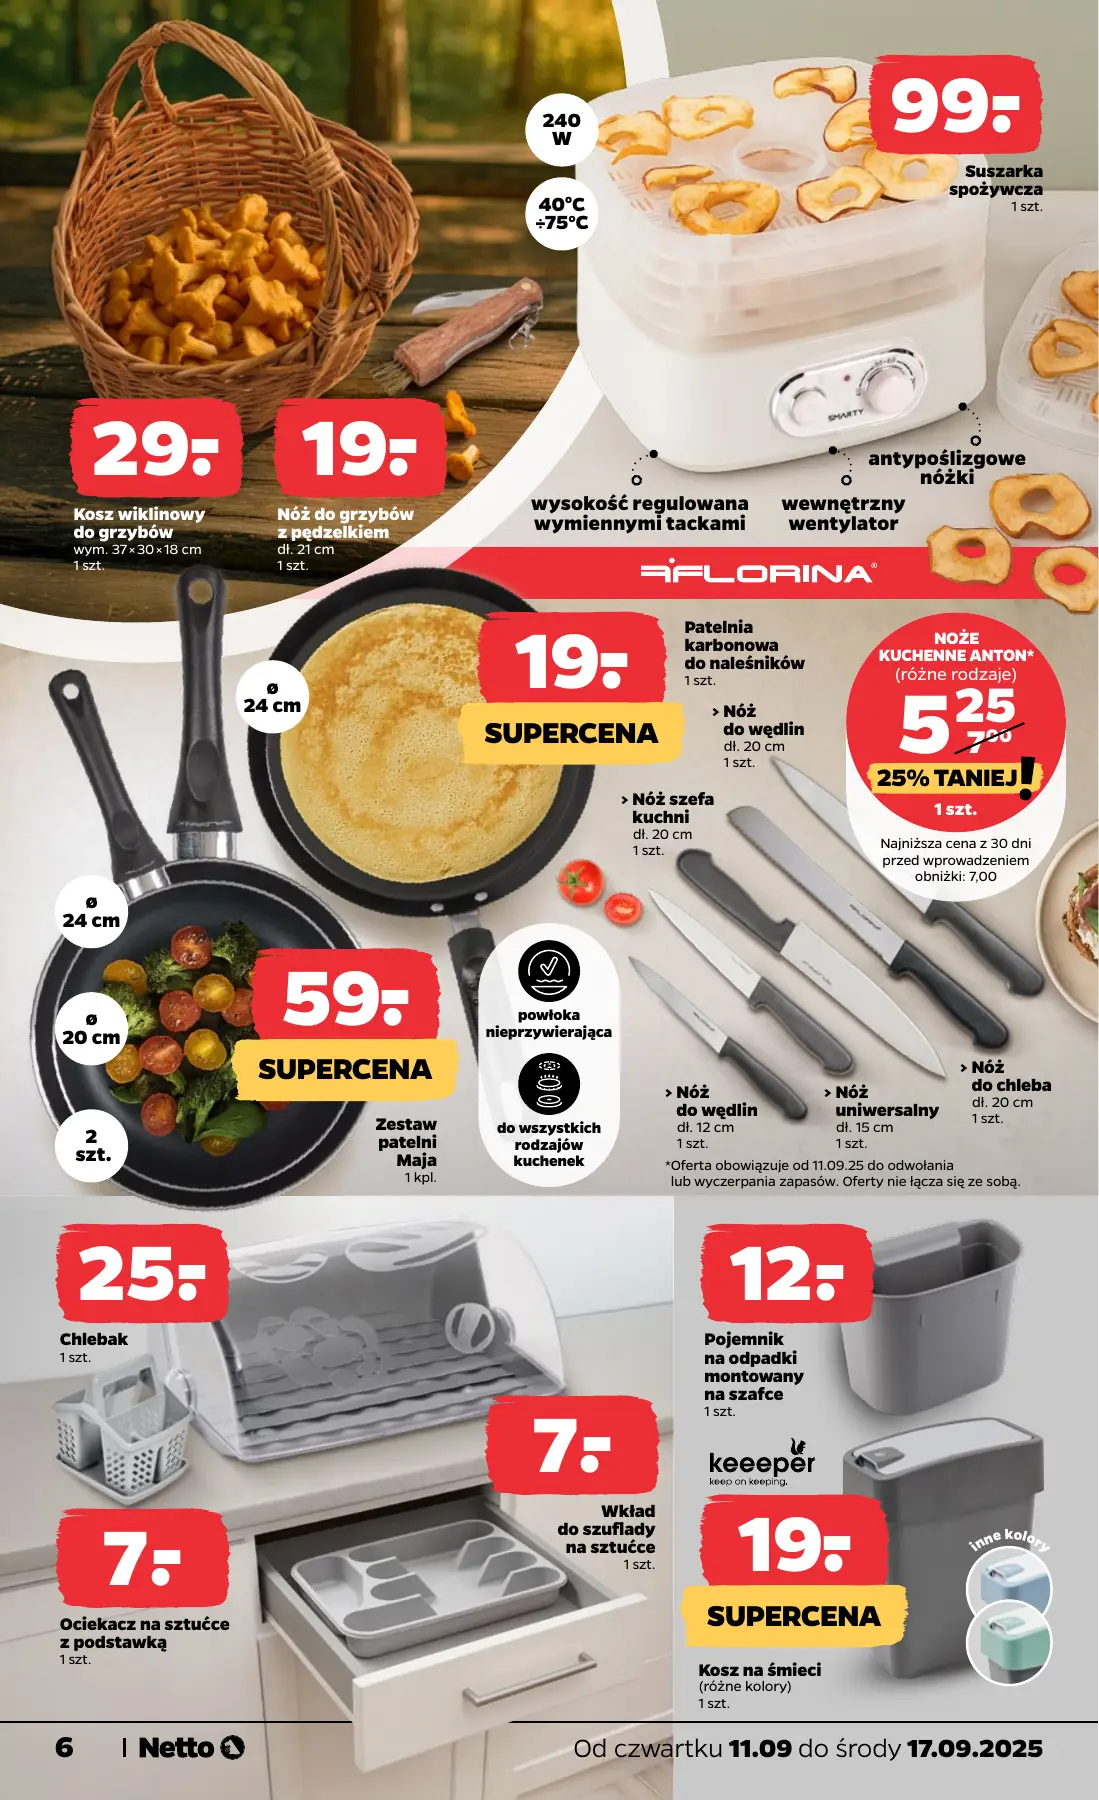 240
W
40°C
÷75°C
99.-
Suszarka
spożywcza
1 szt.
SMARTY
29.-
Kosz wiklinowy
do grzybów
wym. 37×30×18 cm
1 szt.
19.-
Nóż do grzybów
z pędzelkiem
dł. 21 cm
1 szt.
wysokość regulowana
wymiennymi tackami
wewnętrzny
wentylator
antypoślizgowe
nóżki
FLORINA®
ø
24 cm
19.-
SUPERCENA
Patelnia
karbonowa
do naleśników
1 szt.
NOŻE
KUCHENNE ANTON*
(różne rodzaje)
5 25
7 00
25% TANIEJ!
1 szt.
Najniższa cena z 30 dni
przed wprowadzeniem
obniżki: 7,00
> Nóż
do wędlin
dł. 20 cm
1 szt.
> Nóż szefa
kuchni
dł. 20 cm
1 szt.
FLORINA
ø
24 cm
ø
20 cm
2
szt.
59.-
SUPERCENA
Zestaw
patelni
Maja
1 kpl.
powłoka
nieprzywierająca
do wszystkich
rodzajów
kuchenek
> Nóż
do wędlin
dł. 12 cm
1 szt.
> Nóż
uniwersalny
dł. 15 cm
1 szt.
> Nóż
do chleba
dł. 20 cm
1 szt.
*Oferta obowiązuje od 11.09.25 do odwołania
lub wyczerpania zapasów. Oferty nie łącza się ze sobą.
25.-
Chlebak
1 szt.
7.-
Ociekacz na sztućce
z podstawką
1 szt.
7.-
Wkład
do szuflady
na sztućce
1 szt.
12.-
Pojemnik
na odpadki
montowany
na szafce
1 szt.
keeeper
keep on keeping.
19.-
SUPERCENA
inne kolory
Kosz na śmieci
(różne kolory)
1 szt.
6 | Netto
Od czwartku 11.09 do środy 17.09.2025